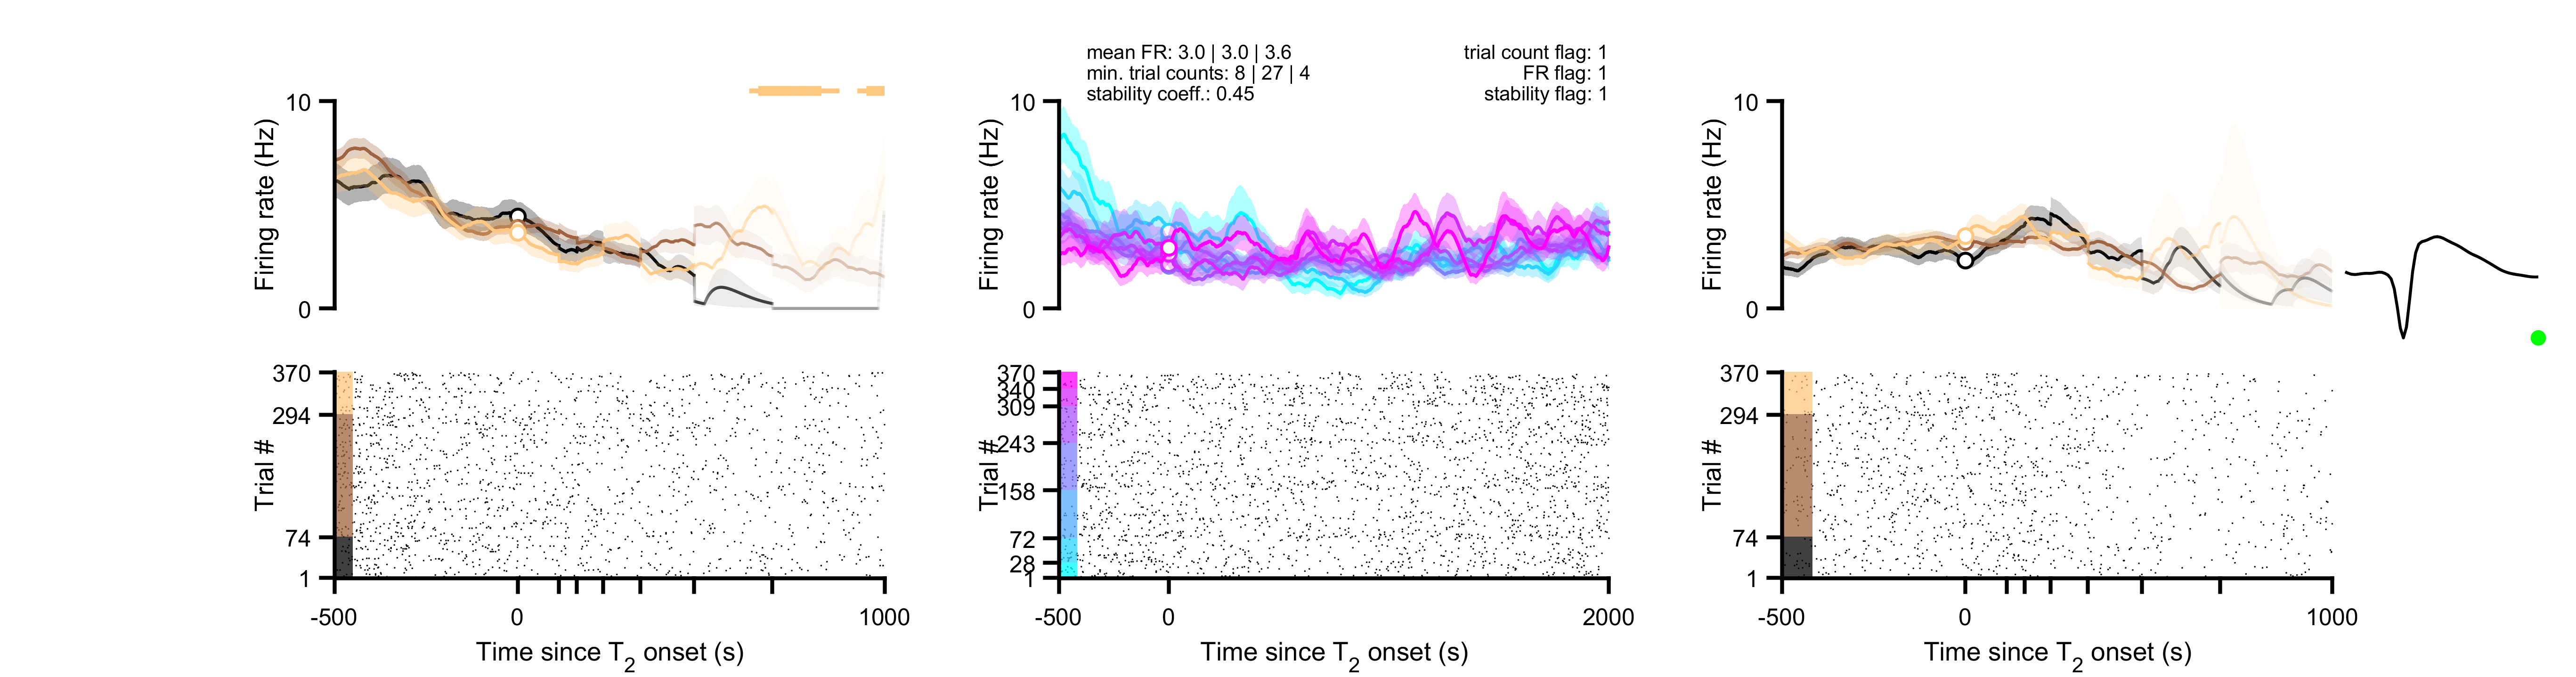 mean FR: 3.0 | 3.0 | 3.6
min. trial counts: 8 | 27 | 4
stability coeff.: 0.45
trial count flag: 1
FR flag: 1
stability flag: 1
10
Firing rate (Hz)
0
10
Firing rate (Hz)
0
10
Firing rate (Hz)
0
370
294
74
1
Trial #
-500
0
1000
Time since T2 onset (s)
370
340
309
243
158
72
28
1
Trial #
-500
0
2000
Time since T2 onset (s)
370
294
74
1
Trial #
-500
0
1000
Time since T2 onset (s)